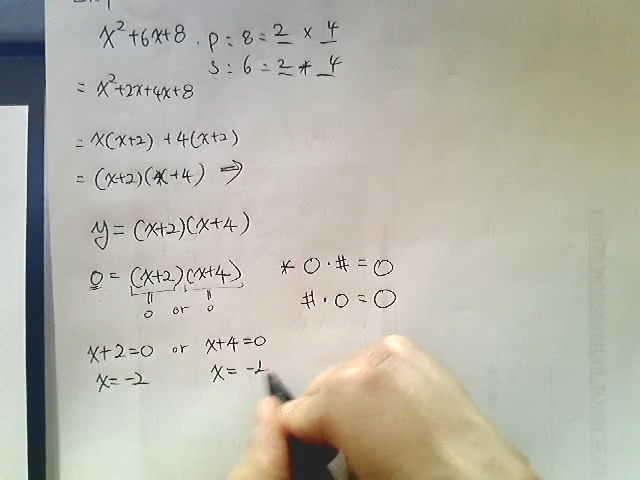 x²+6x+8. P = 8 = 2 × 4
S = 6 = 2 + 4
= x²+2x+4x+8
= x(x+2) +4(x+2)
= (x+2)(x+4) ⇒
y = (x+2)(x+4)
0 = (x+2)(x+4) * 0 · # = 0
0 or 0 # · 0 = 0
x+2=0 or x+4=0
x=-2 x=-4